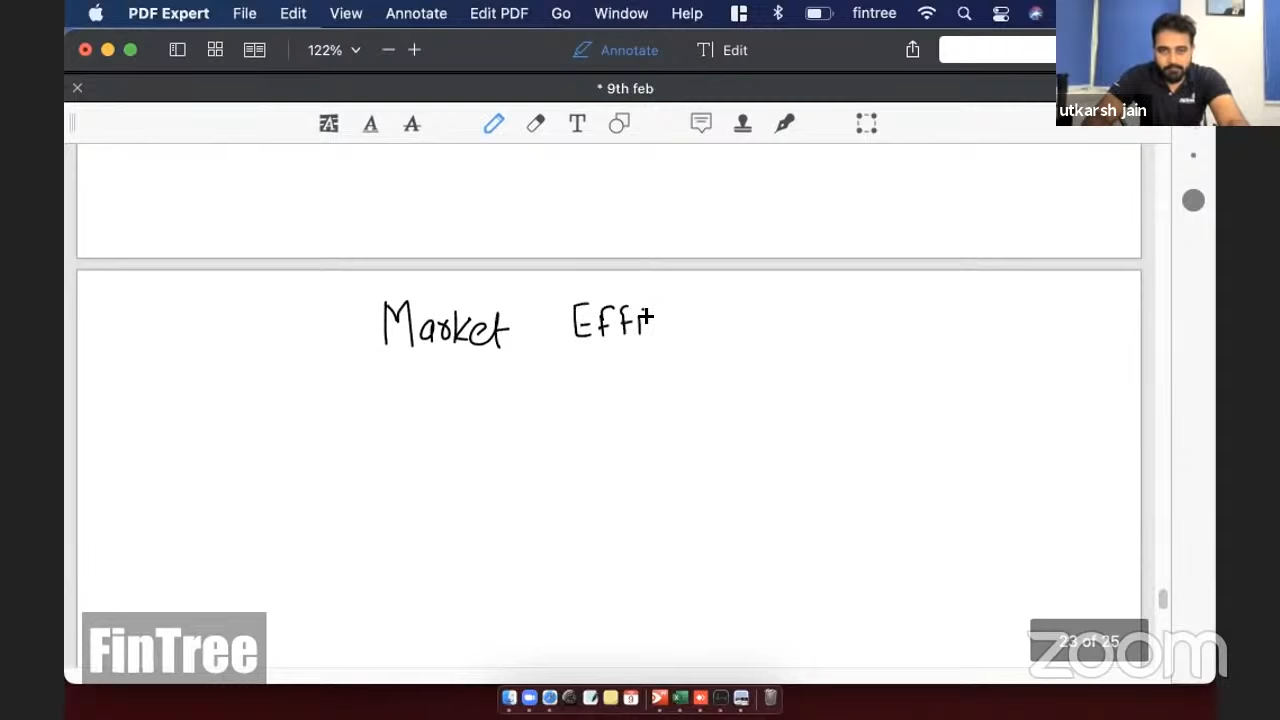 PDF Expert File Edit View Annotate Edit PDF Go Window Help fintree
122% Annotate T| Edit
* 9th feb
utkarsh jain
Market Effi
FinTree
23 of 25
zoom